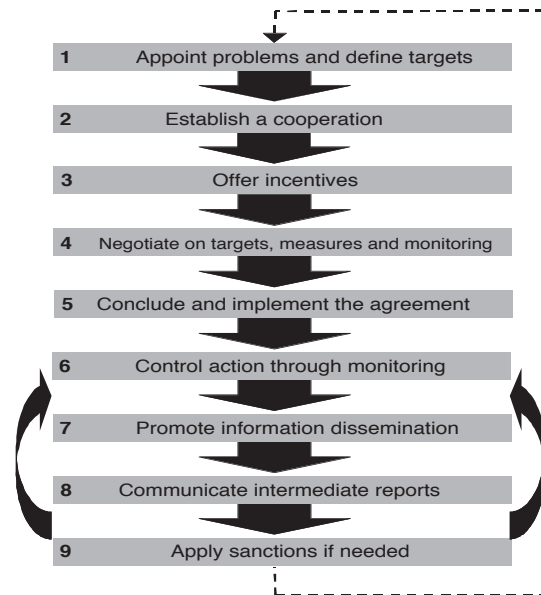 1 Appoint problems and define targets
2 Establish a cooperation
3 Offer incentives
4 Negotiate on targets, measures and monitoring
5 Conclude and implement the agreement
6 Control action through monitoring
7 Promote information dissemination
8 Communicate intermediate reports
9 Apply sanctions if needed